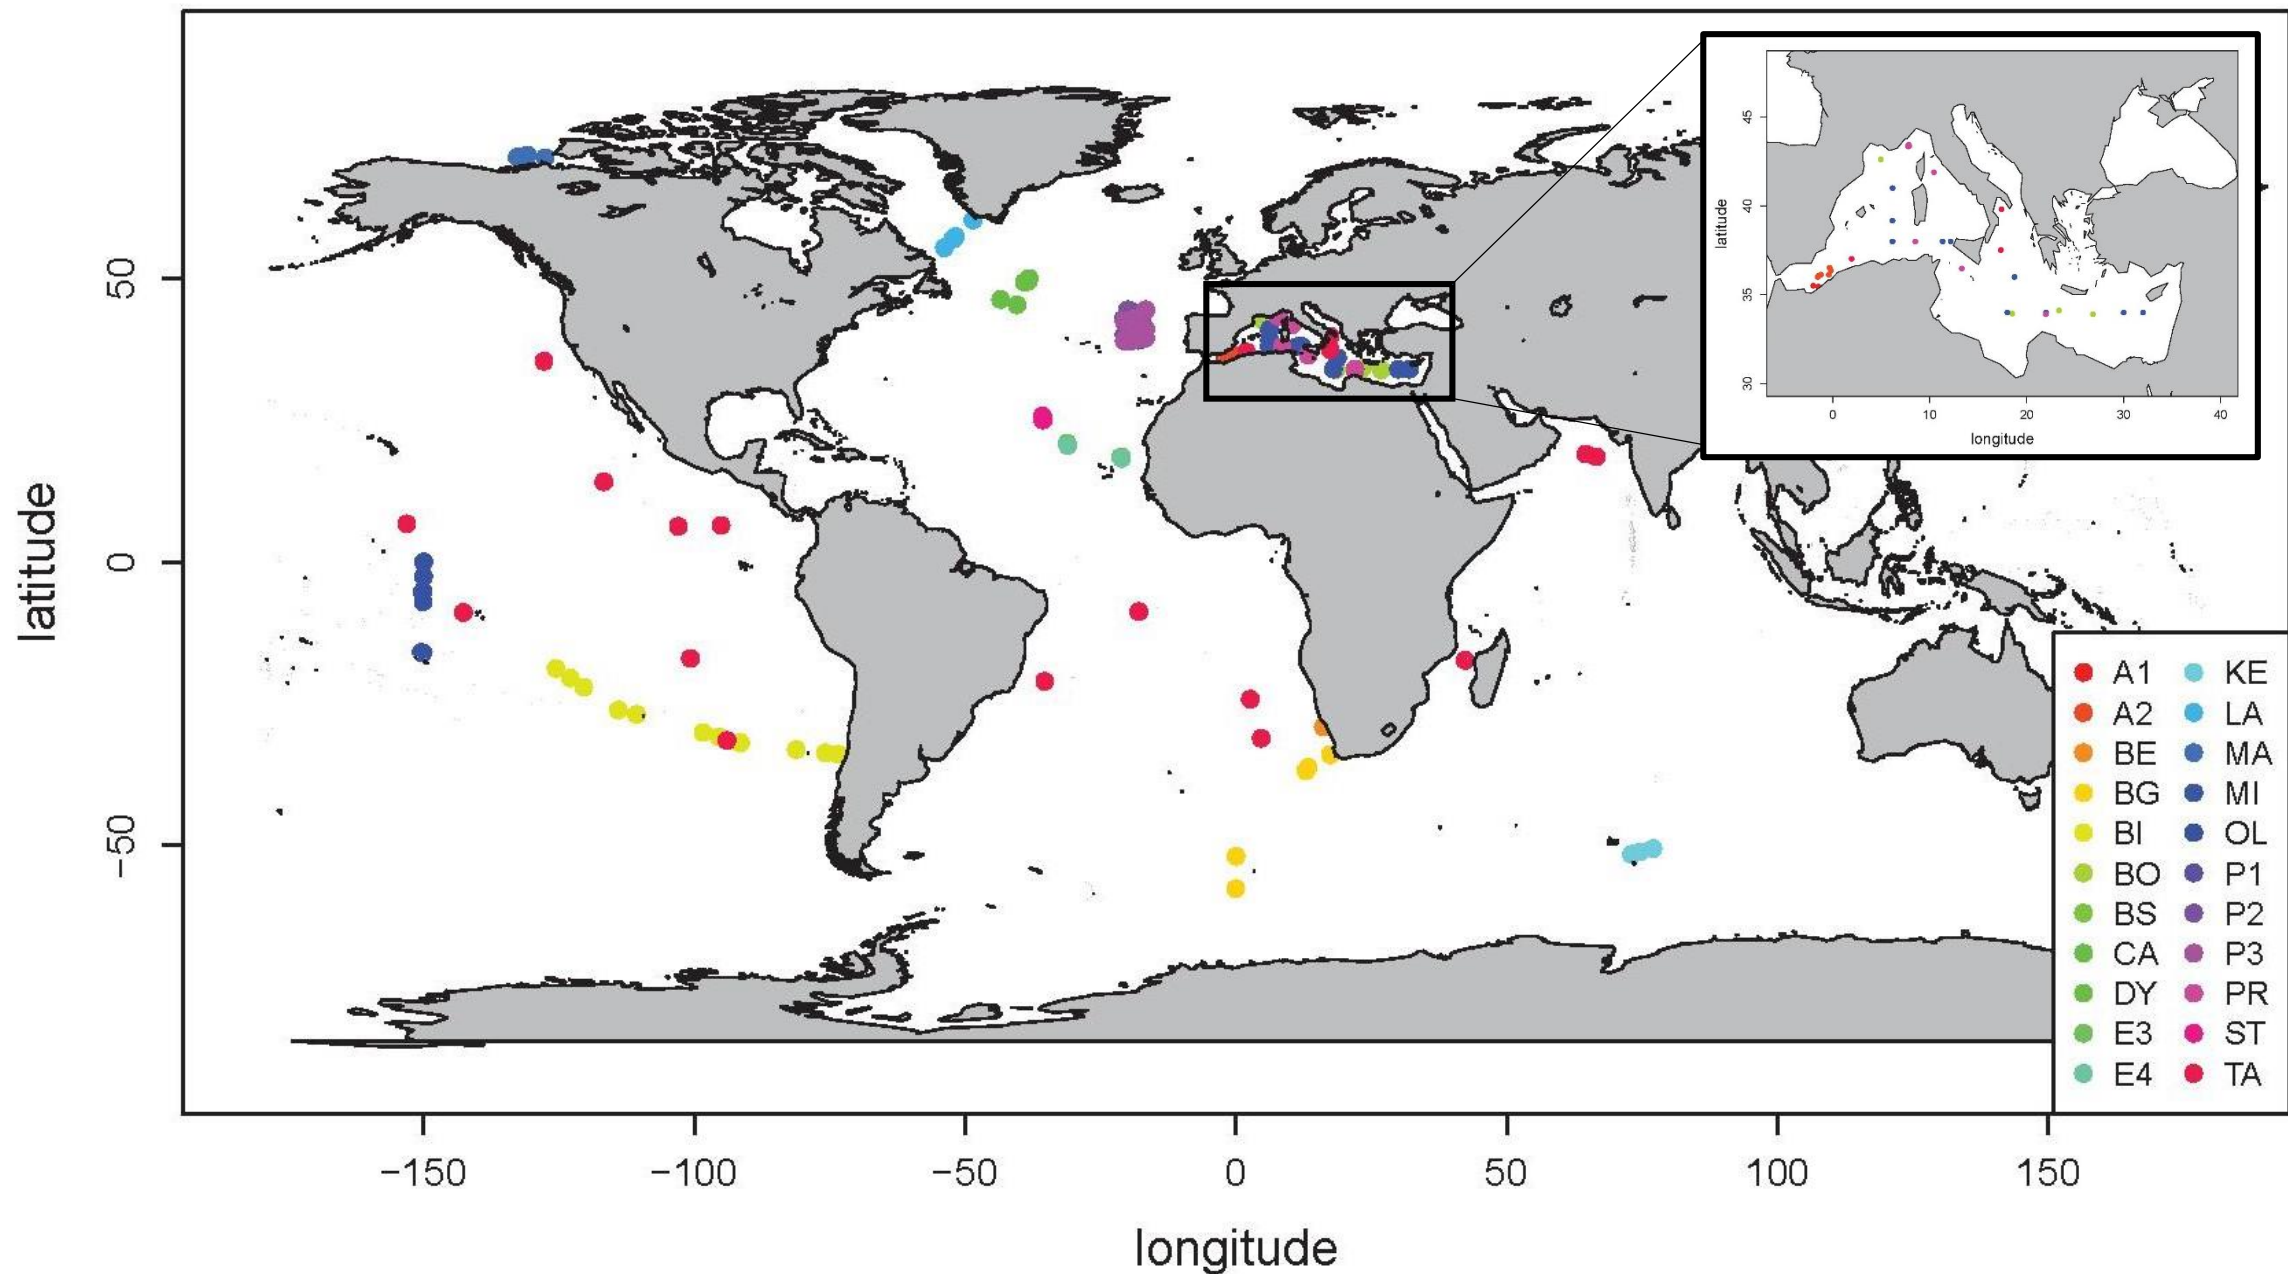 45
40
35
30
latitude
0
10
20
30
40
longitude
50
0
−50
latitude
A1 KE
A2 LA
BE MA
BG MI
BI OL
BO P1
BS P2
CA P3
DY PR
E3 ST
E4 TA
−150 −100 −50 0 50 100 150
longitude